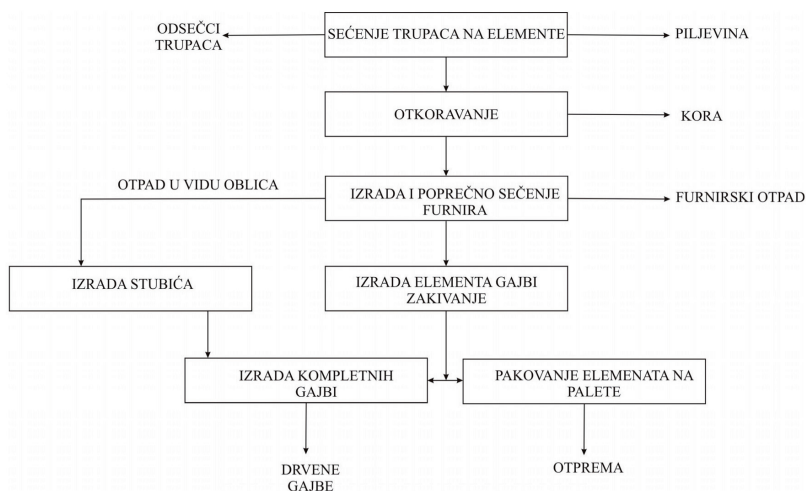 ODSEČCI
TRUPACA
SEĆENJE TRUPACA NA ELEMENTE
PILJEVINA
OTKORAVANJE
KORA
OTPAD U VIDU OBLICA
IZRADA I POPREČNO SEČENJE
FURNIRA
FURNIRSKI OTPAD
IZRADA STUBIĆA
IZRADA ELEMENTA GAJBI
ZAKIVANJE
IZRADA KOMPLETNIH
GAJBI
PAKOVANJE ELEMENATA NA
PALETE
DRVENE
GAJBE
OTPREMA